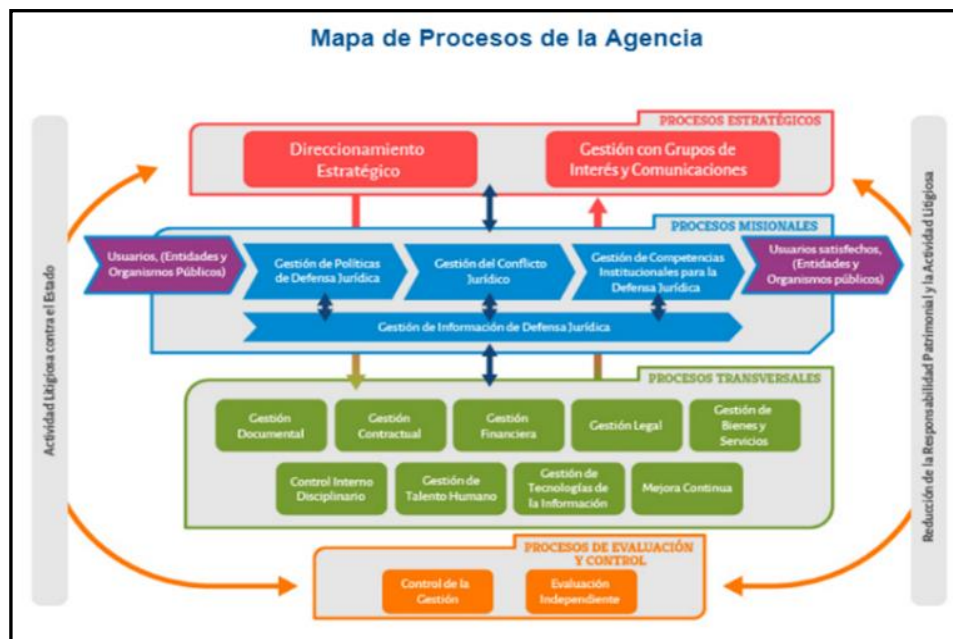 Mapa de Procesos de la Agencia
PROCESOS ESTRATÉGICOS
Direccionamiento
Estratégico
Gestión con Grupos de
Interés y Comunicaciones
PROCESOS MISIONALES
Usuarios, (Entidades y
Organismos Públicos)
Gestión de Políticas
de Defensa Jurídica
Gestión del Conflicto
Jurídico
Gestión de Competencias
Institucionales para la
Defensa Jurídica
Usuarios satisfechos,
(Entidades y
Organismos públicos)
Gestión de Información de Defensa Jurídica
PROCESOS TRANSVERSALES
Gestión
Documental
Gestión
Contractual
Gestión
Financiera
Gestión Legal
Gestión de
Bienes y
Servicios
Control Interno
Disciplinario
Gestión de
Talento Humano
Gestión de
Tecnologías de
la Información
Mejora Continua
PROCESOS DE EVALUACIÓN
Y CONTROL
Control de la
Gestión
Evaluación
Independiente
Actividad Litigiosa contra el Estado
Reducción de la Responsabilidad Patrimonial y la Actividad Litigiosa